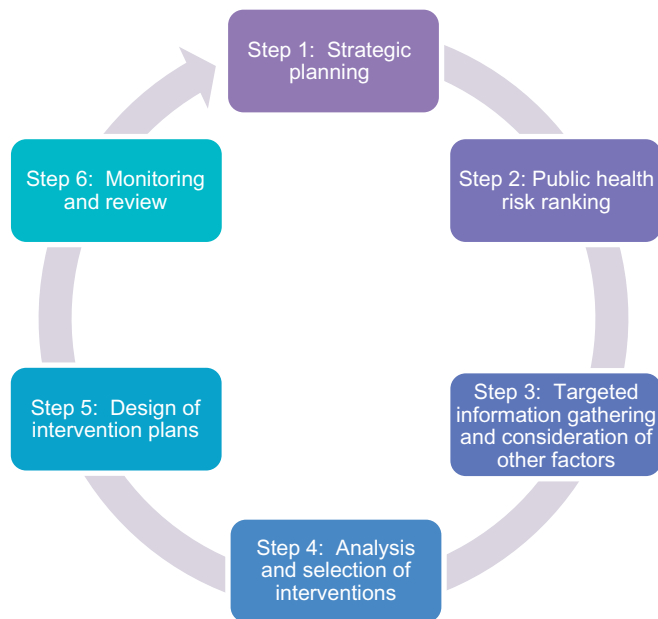 Step 1:  Strategic
planning
Step 2: Public health
risk ranking
Step 3:  Targeted
information gathering
and consideration of
other factors
Step 4:  Analysis
and selection of
interventions
Step 5:  Design of
intervention plans
Step 6:  Monitoring
and review